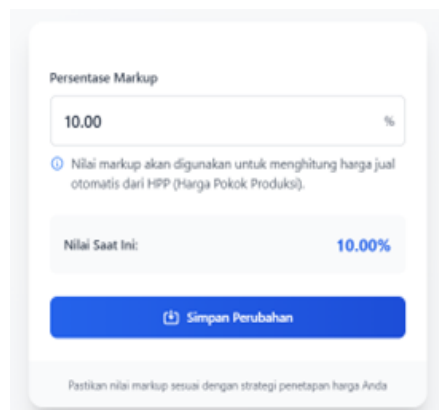 Persentase Markup
10.00 %
Nilai markup akan digunakan untuk menghitung harga jual
otomatis dari HPP (Harga Pokok Produksi).
Nilai Saat Ini: 10.00%
Simpan Perubahan
Pastikan nilai markup sesuai dengan strategi penetapan harga Anda